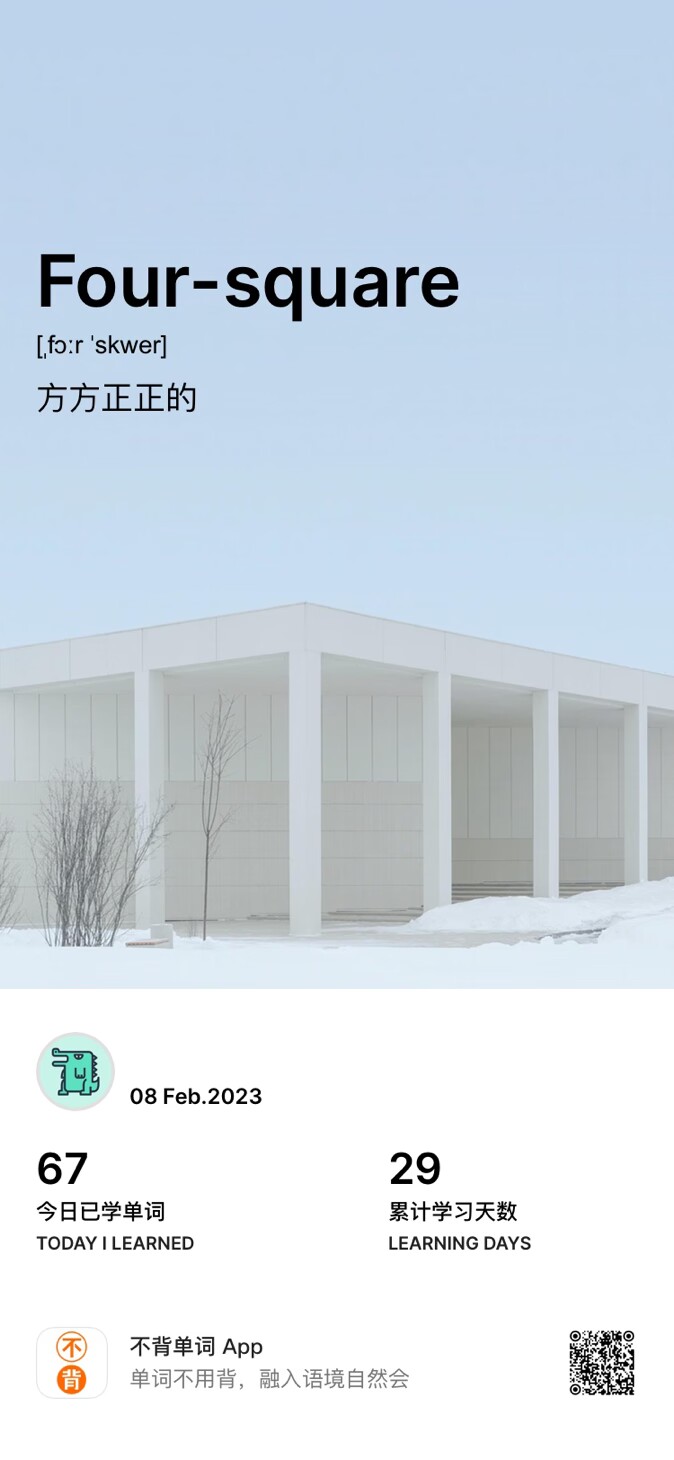 Four-square
[ˌfɔːr ˈskwer]
方方正正的
08 Feb.2023
67
今日已学单词
TODAY I LEARNED
29
累计学习天数
LEARNING DAYS
不
背
不背单词 App
单词不用背，融入语境自然会